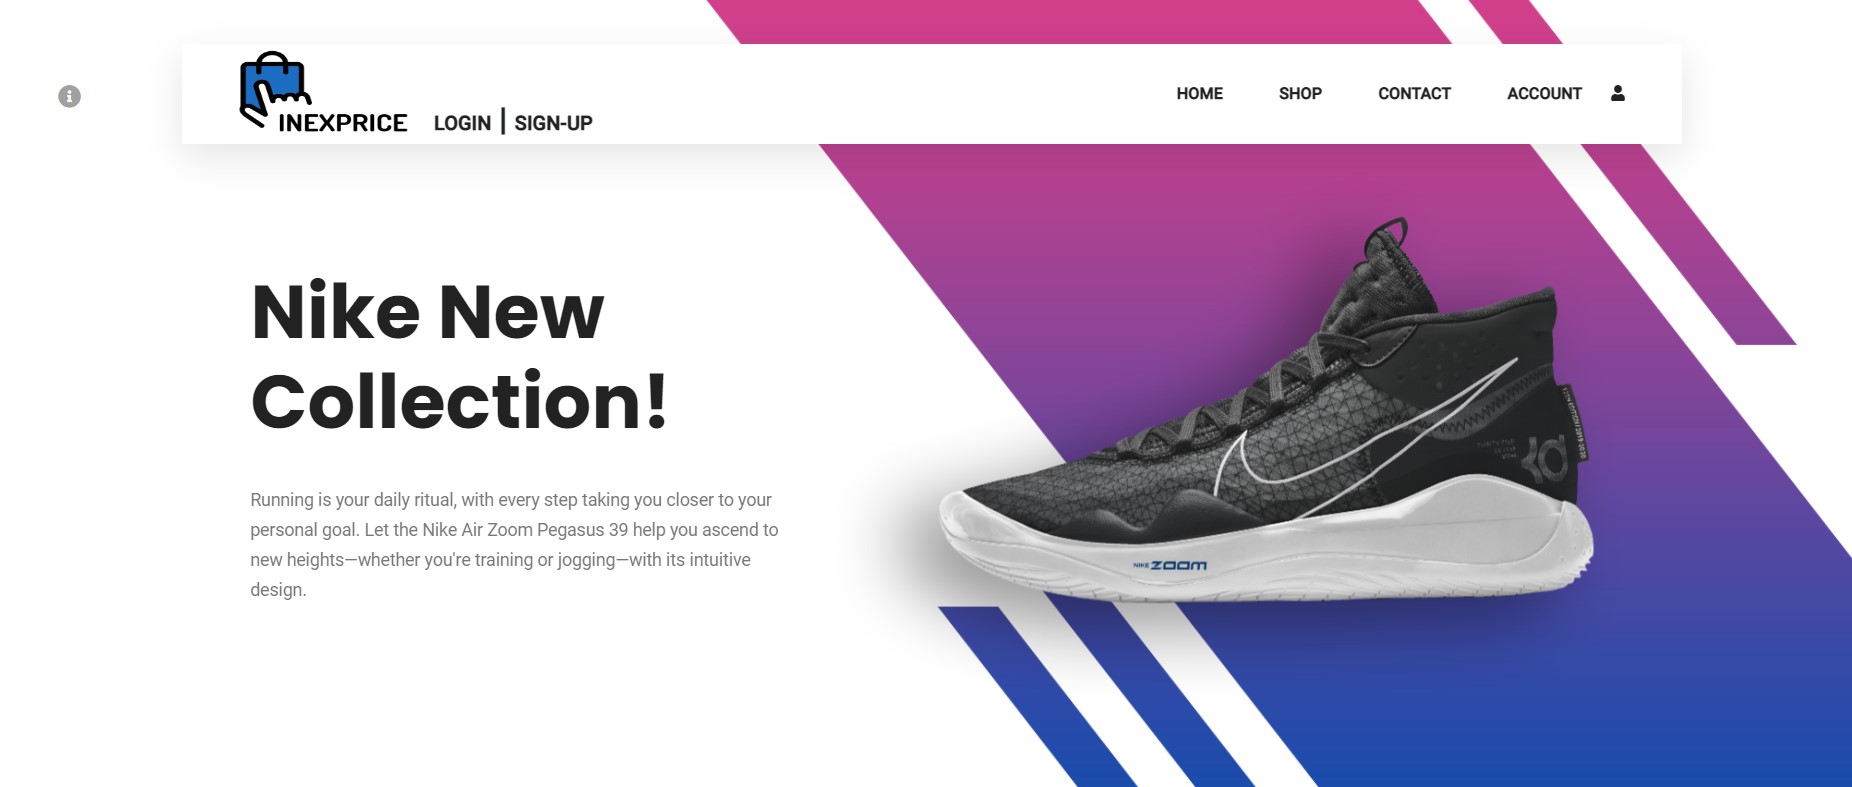 INEXPRICE
LOGIN | SIGN-UP
HOME SHOP CONTACT ACCOUNT
Nike New
Collection!
Running is your daily ritual, with every step taking you closer to your
personal goal. Let the Nike Air Zoom Pegasus 39 help you ascend to
new heights—whether you're training or jogging—with its intuitive
design.
NIKE ZOOM